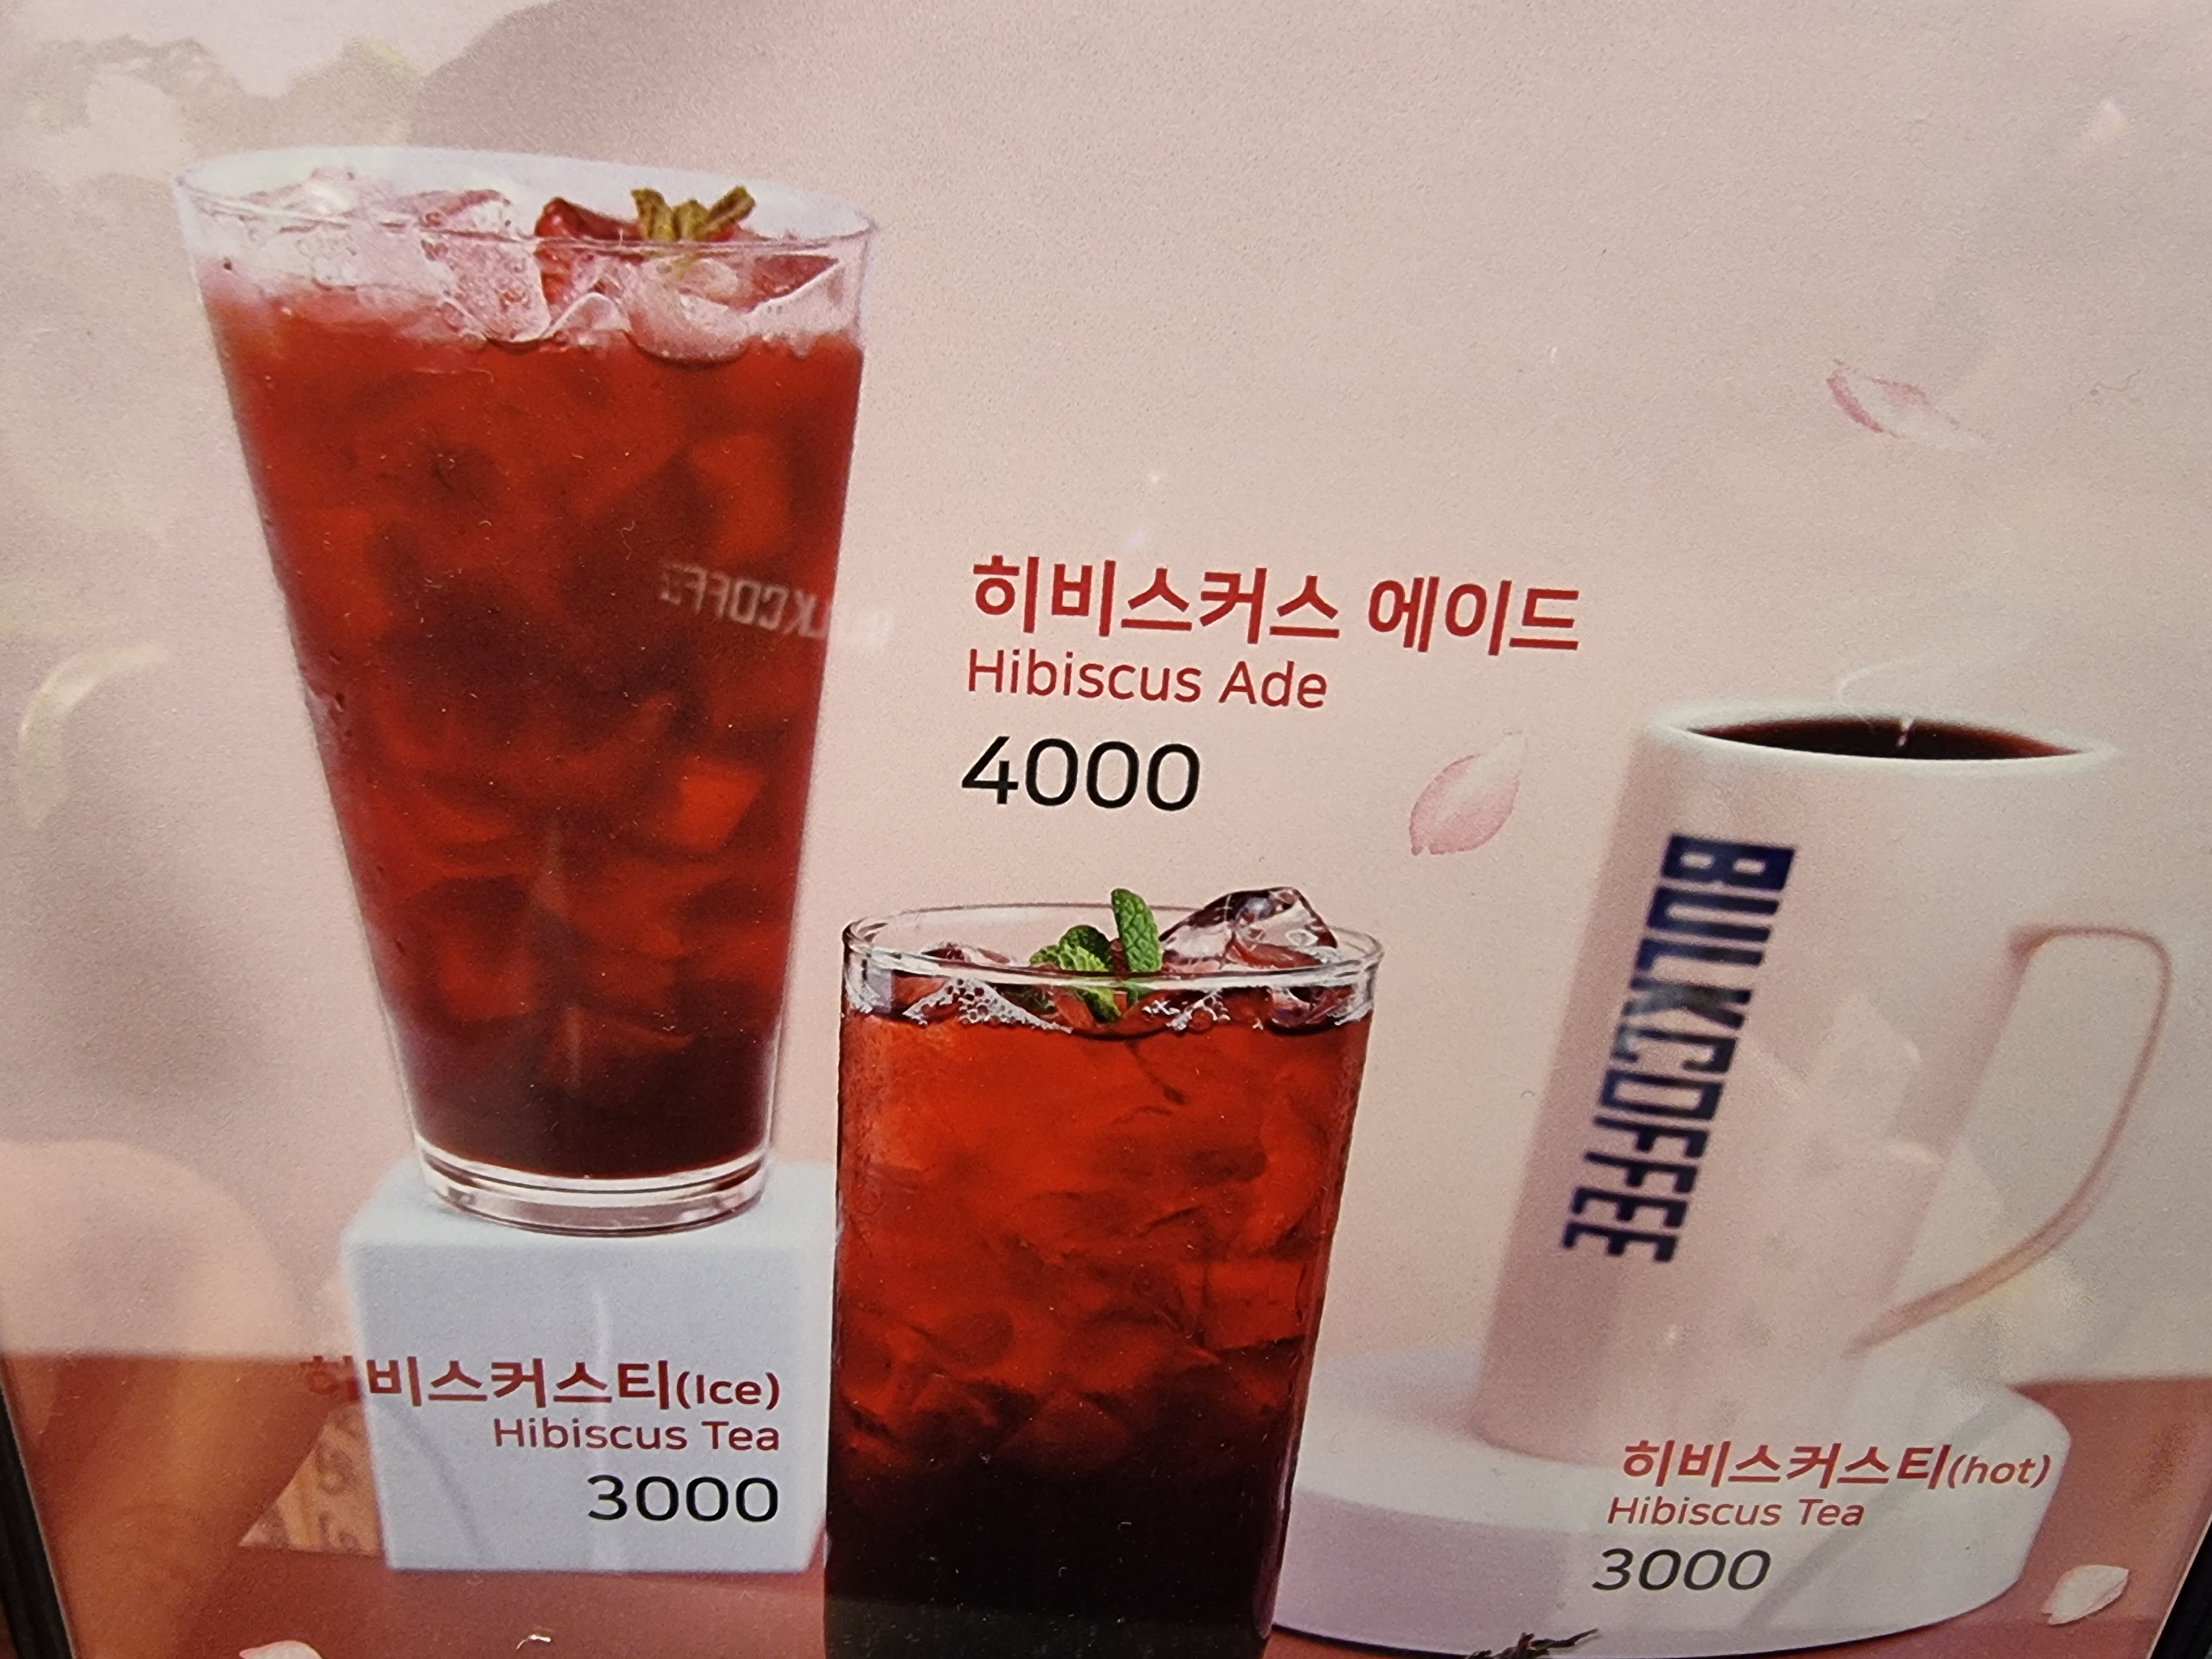 BULKCOFFEE
히비스커스 에이드
Hibiscus Ade
4000
BULKCOFFEE
히비스커스티(Ice)
Hibiscus Tea
3000
히비스커스티(hot)
Hibiscus Tea
3000